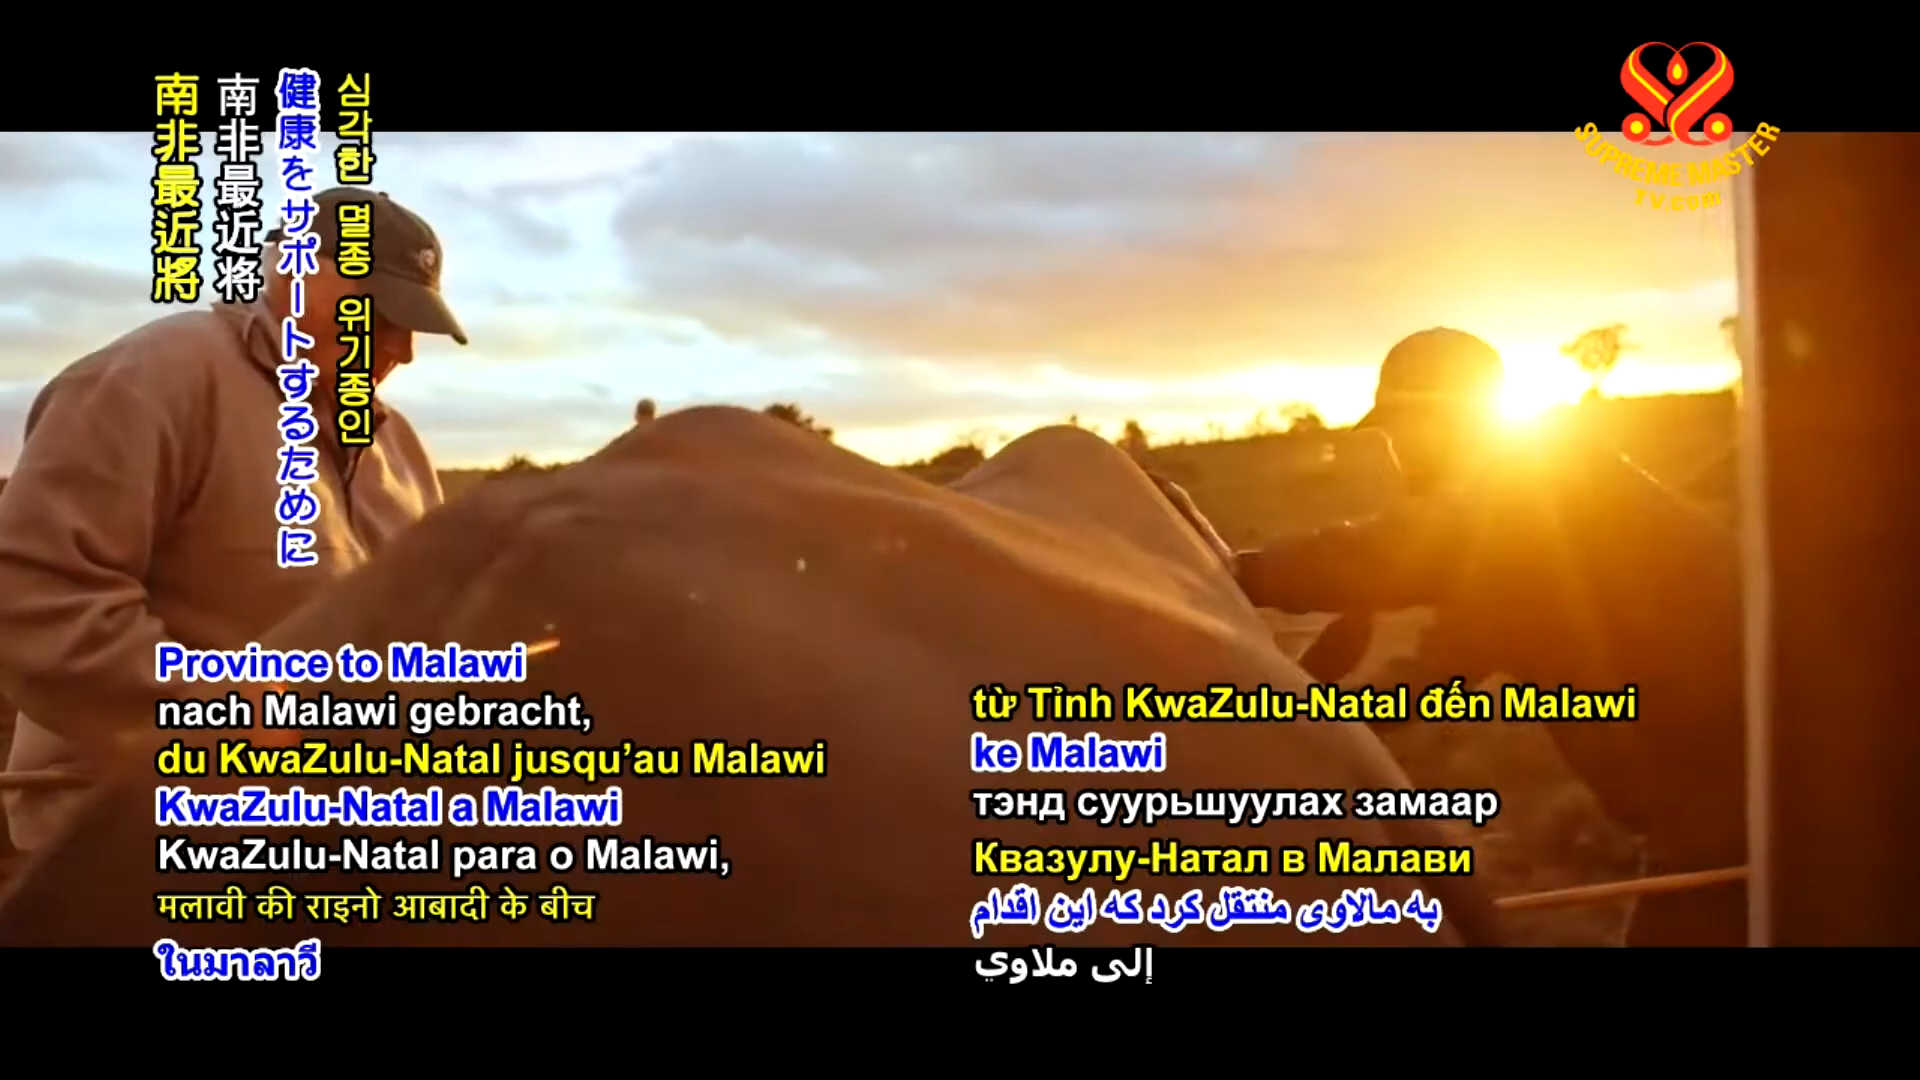 南非最近將
南非最近将
健康をサポートするために
심각한 멸종 위기종인
SUPREME MASTER
TV.com
Province to Malawi
nach Malawi gebracht,
du KwaZulu-Natal jusqu’au Malawi
KwaZulu-Natal a Malawi
KwaZulu-Natal para o Malawi,
मलावी की राइनो आबादी के बीच
ในมาลาวี
từ Tỉnh KwaZulu-Natal đến Malawi
ke Malawi
тэнд суурьшуулах замаар
Квазулу-Натал в Малави
به مالاوی منتقل کرد که این اقدام
إلى ملاوي